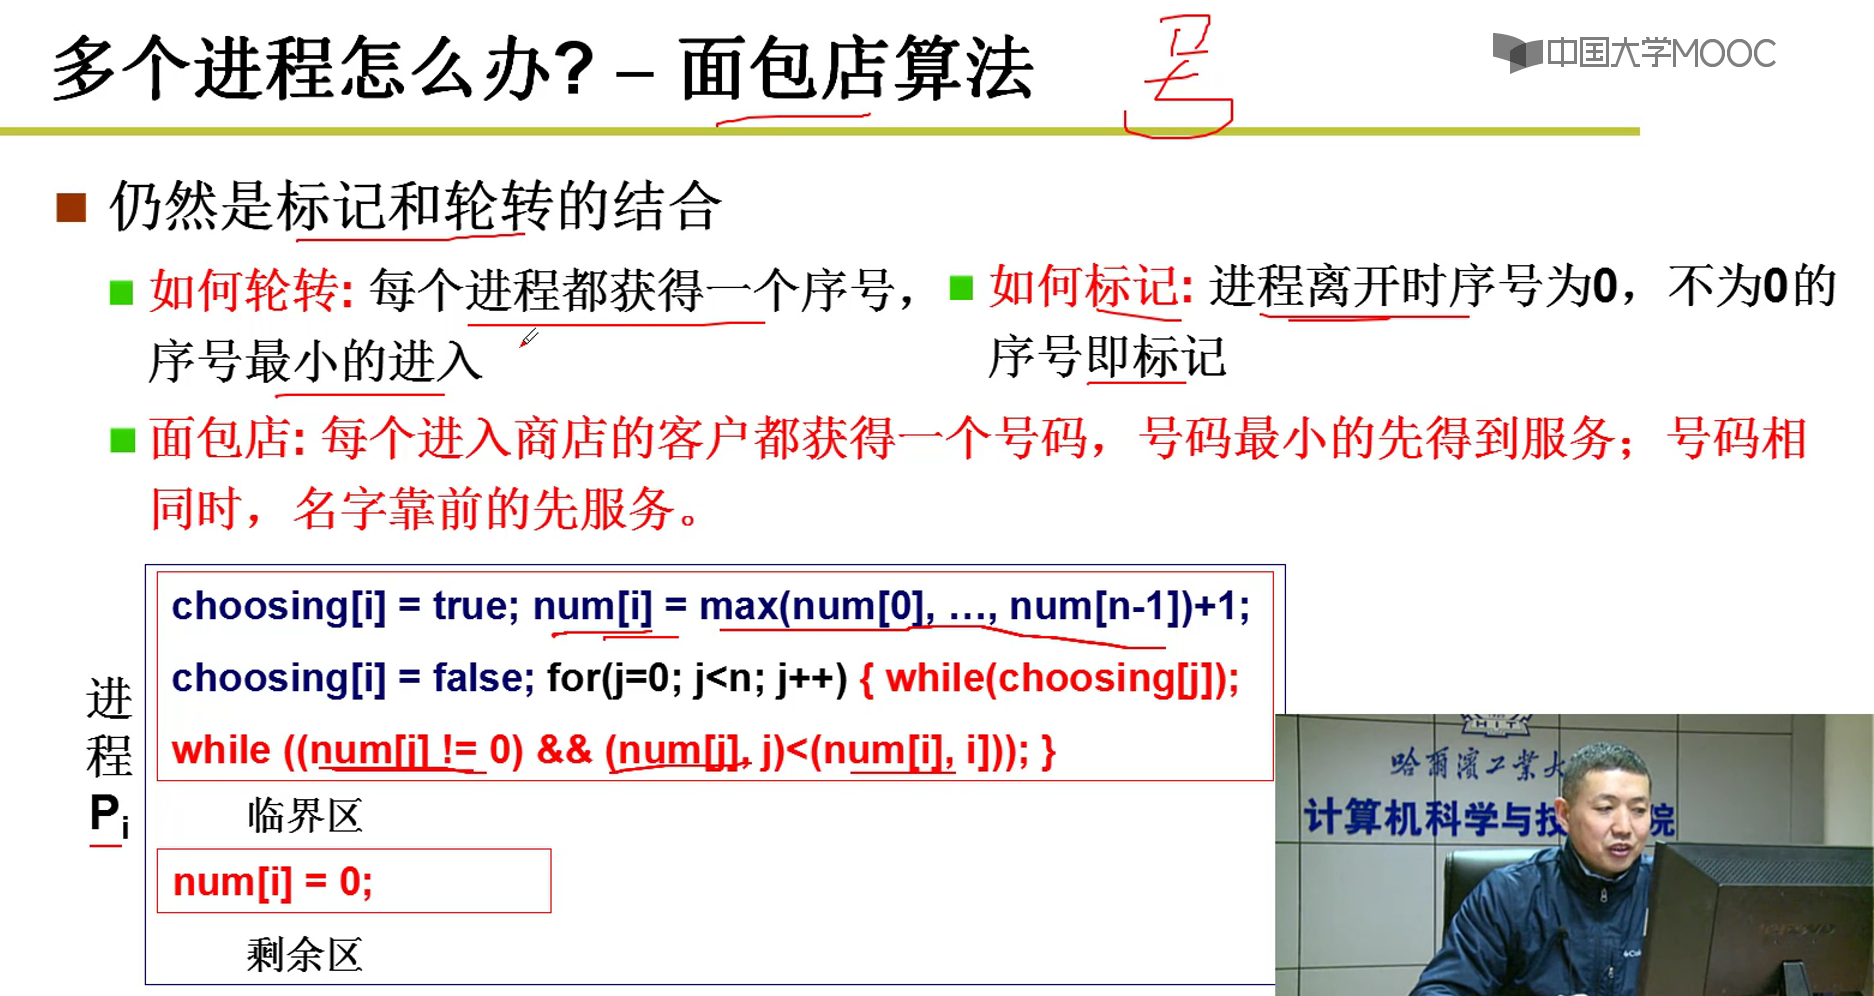 多个进程怎么办? – 面包店算法
号
中国大学MOOC
仍然是标记和轮转的结合
如何轮转: 每个进程都获得一个序号,
序号最小的进入
如何标记: 进程离开时序号为0，不为0的
序号即标记
面包店: 每个进入商店的客户都获得一个号码，号码最小的先得到服务；号码相
同时，名字靠前的先服务。
进程Pi
choosing[i] = true; num[i] = max(num[0], …, num[n-1])+1;
choosing[i] = false; for(j=0; j<n; j++) { while(choosing[j]);
while ((num[j] != 0) && (num[j], j)<(num[i], i])); }
临界区
num[i] = 0;
剩余区
HIT
哈爾濱工業大
计算机科学与技
院
lenovo